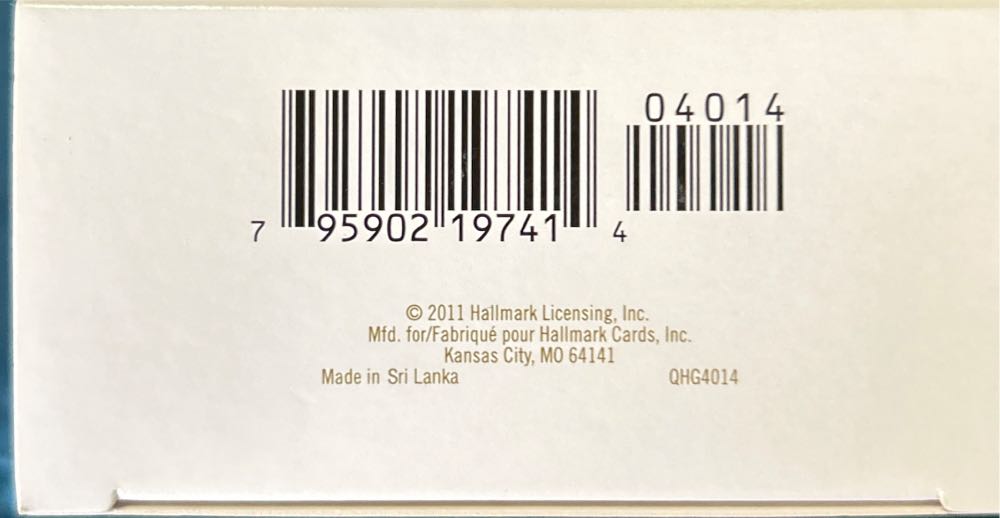 04014
7 95902 19741 4
© 2011 Hallmark Licensing, Inc.
Mfd. for/Fabriqué pour Hallmark Cards, Inc.
Kansas City, MO 64141
Made in Sri Lanka QHG4014